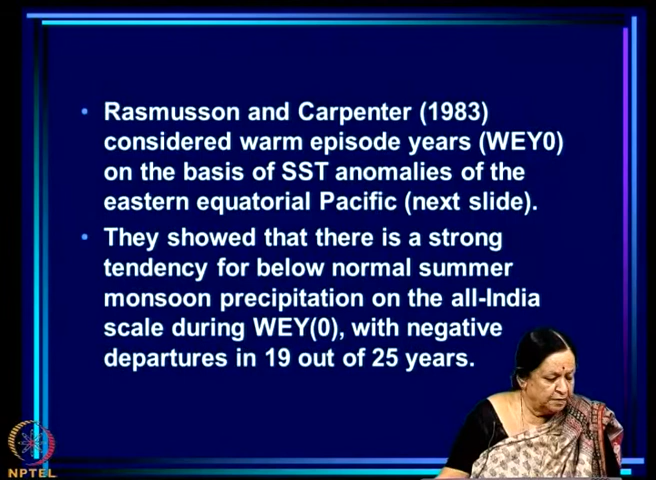 • Rasmusson and Carpenter (1983)
considered warm episode years (WEY0)
on the basis of SST anomalies of the
eastern equatorial Pacific (next slide).
• They showed that there is a strong
tendency for below normal summer
monsoon precipitation on the all-India
scale during WEY(0), with negative
departures in 19 out of 25 years.
NPTEL